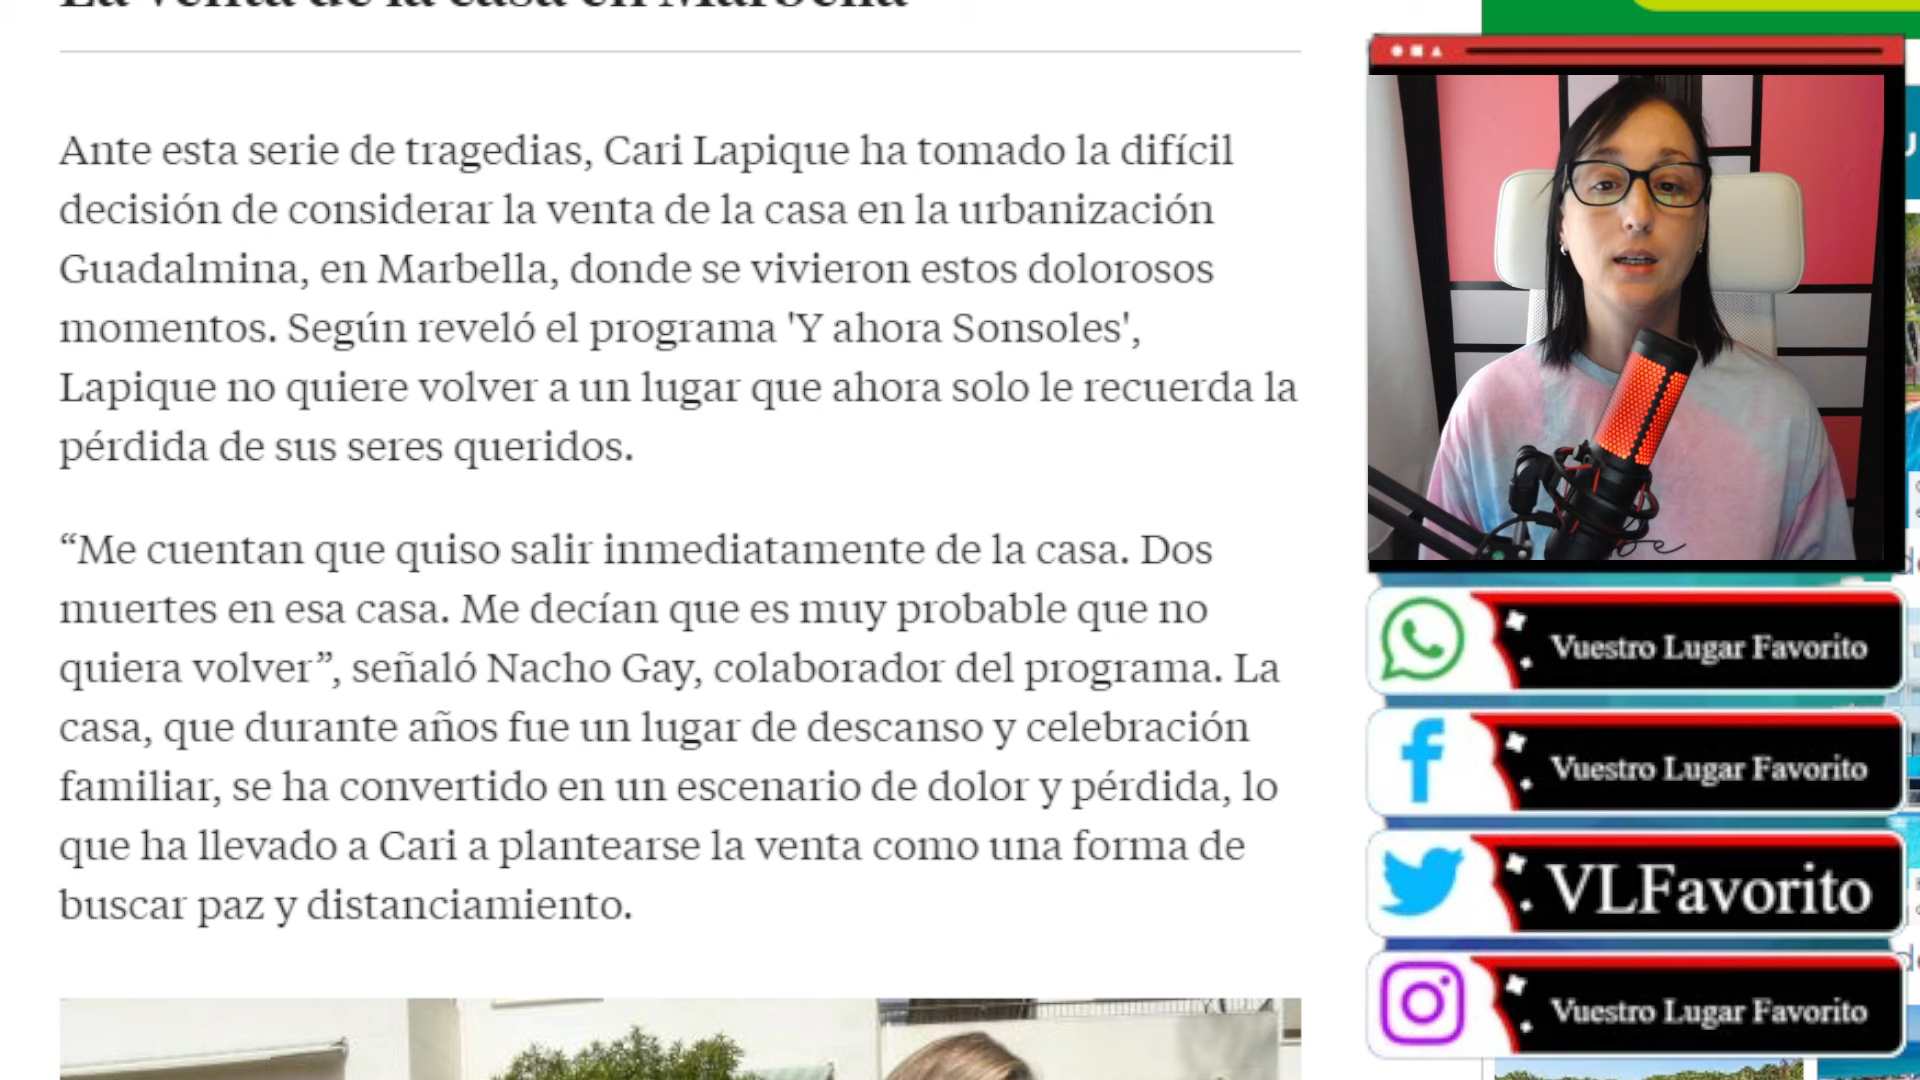 La venta de la casa en Marbella
Ante esta serie de tragedias, Cari Lapique ha tomado la difícil
decisión de considerar la venta de la casa en la urbanización
Guadalmina, en Marbella, donde se vivieron estos dolorosos
momentos. Según reveló el programa 'Y ahora Sonsoles',
Lapique no quiere volver a un lugar que ahora solo le recuerda la
pérdida de sus seres queridos.
“Me cuentan que quiso salir inmediatamente de la casa. Dos
muertes en esa casa. Me decían que es muy probable que no
quiera volver”, señaló Nacho Gay, colaborador del programa. La
casa, que durante años fue un lugar de descanso y celebración
familiar, se ha convertido en un escenario de dolor y pérdida, lo
que ha llevado a Cari a plantearse la venta como una forma de
buscar paz y distanciamiento.
Vuestro Lugar Favorito
Vuestro Lugar Favorito
VLFavorito
Vuestro Lugar Favorito